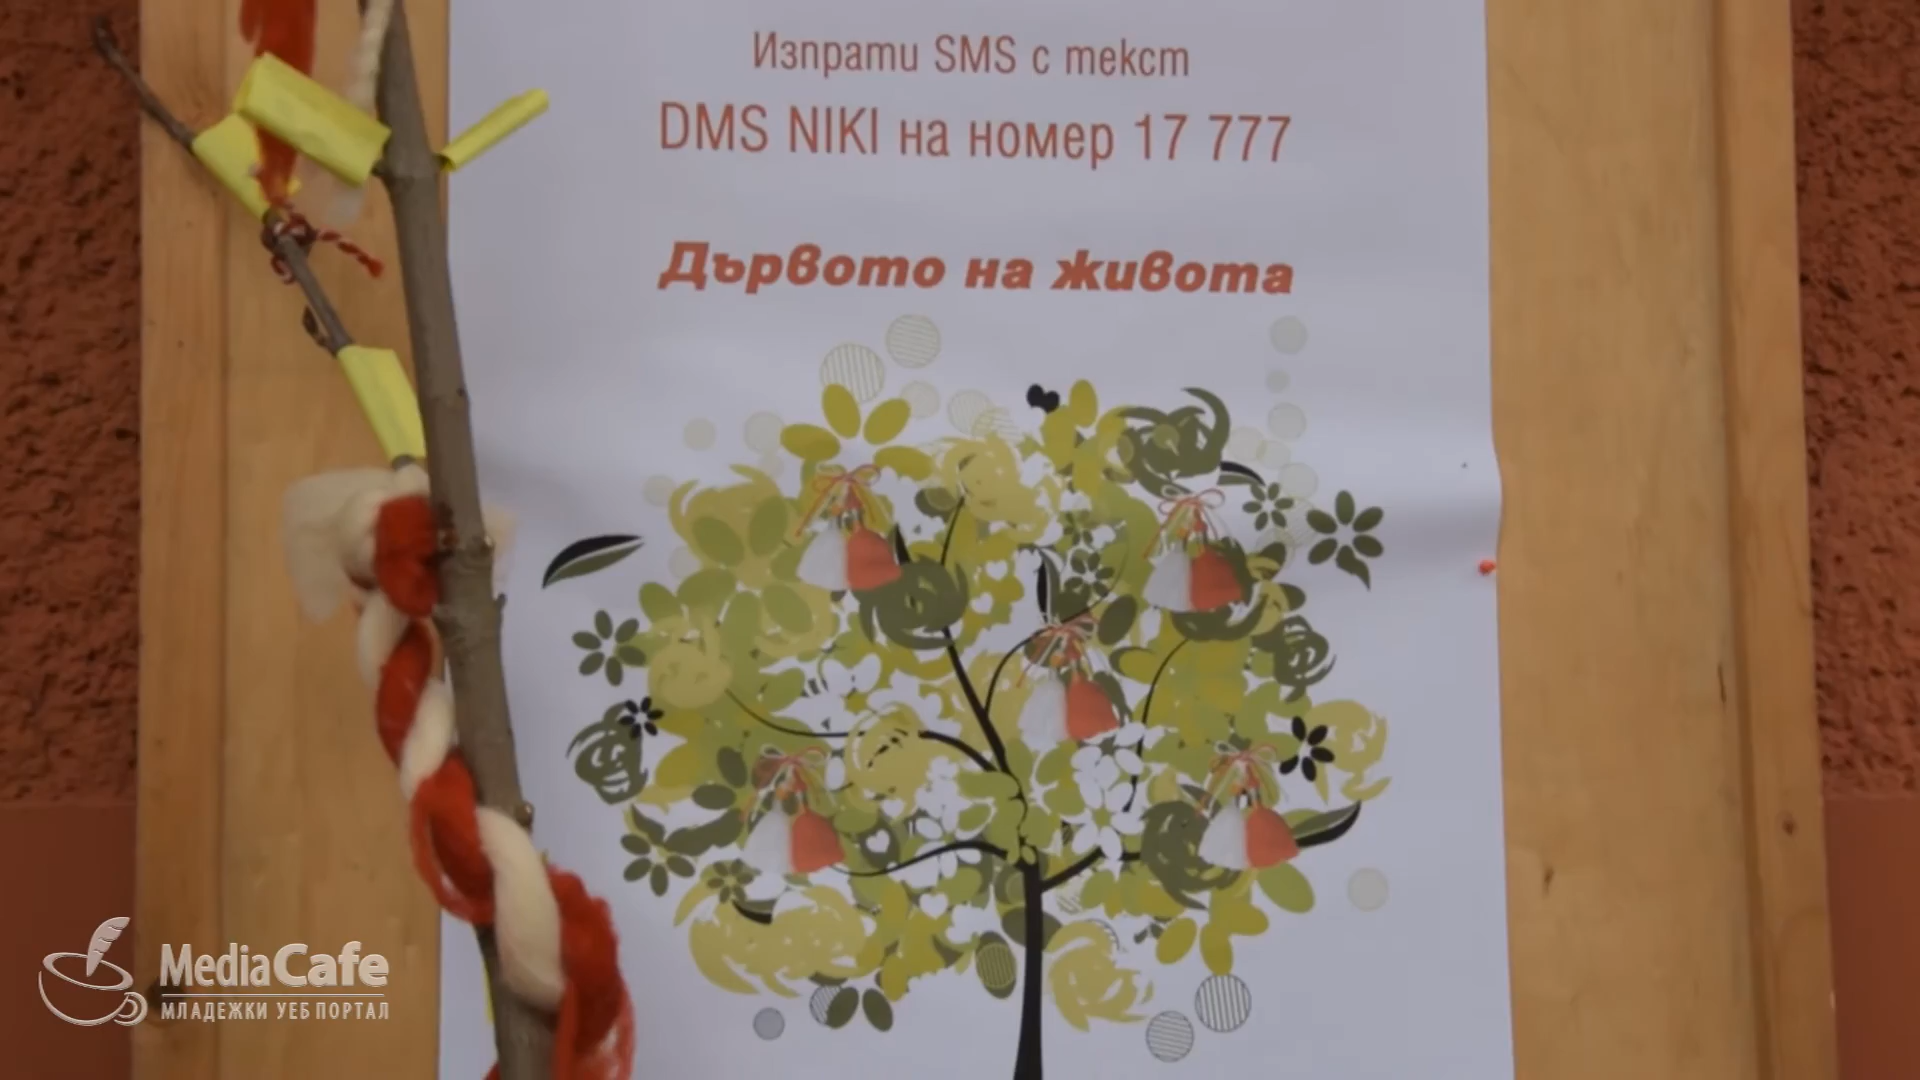 Изпрати SMS с текст
DMS NIKI на номер 17 777
Дървото на живота
MediaCafe
МЛАДЕЖКИ УЕБ ПОРТАЛ